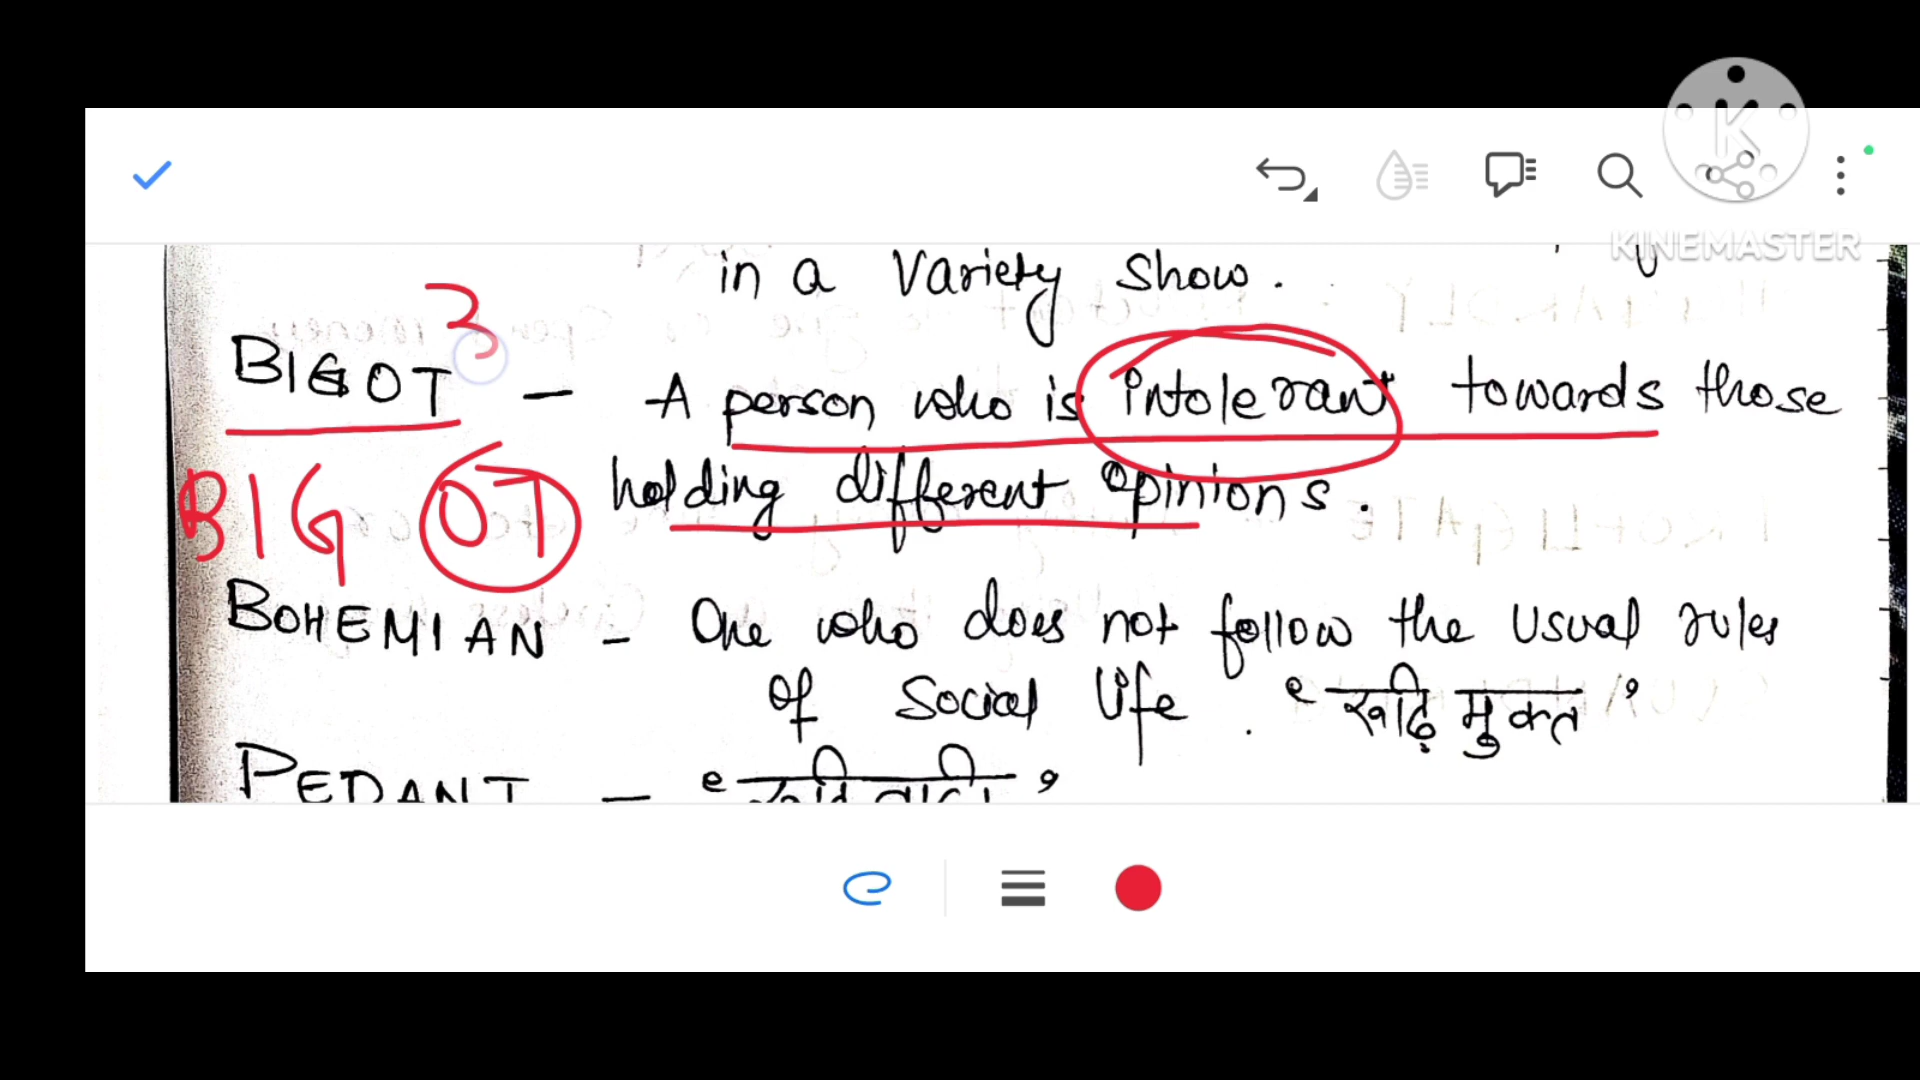 KINEMASTER
in a Variety Show.
3
BIGOT - A person who is intolerant towards those
BIG OT holding different opinions.
BOHEMIAN - One who does not follow the usual rules
of Social life. 'रूढ़ि मुक्त'
PEDANT -